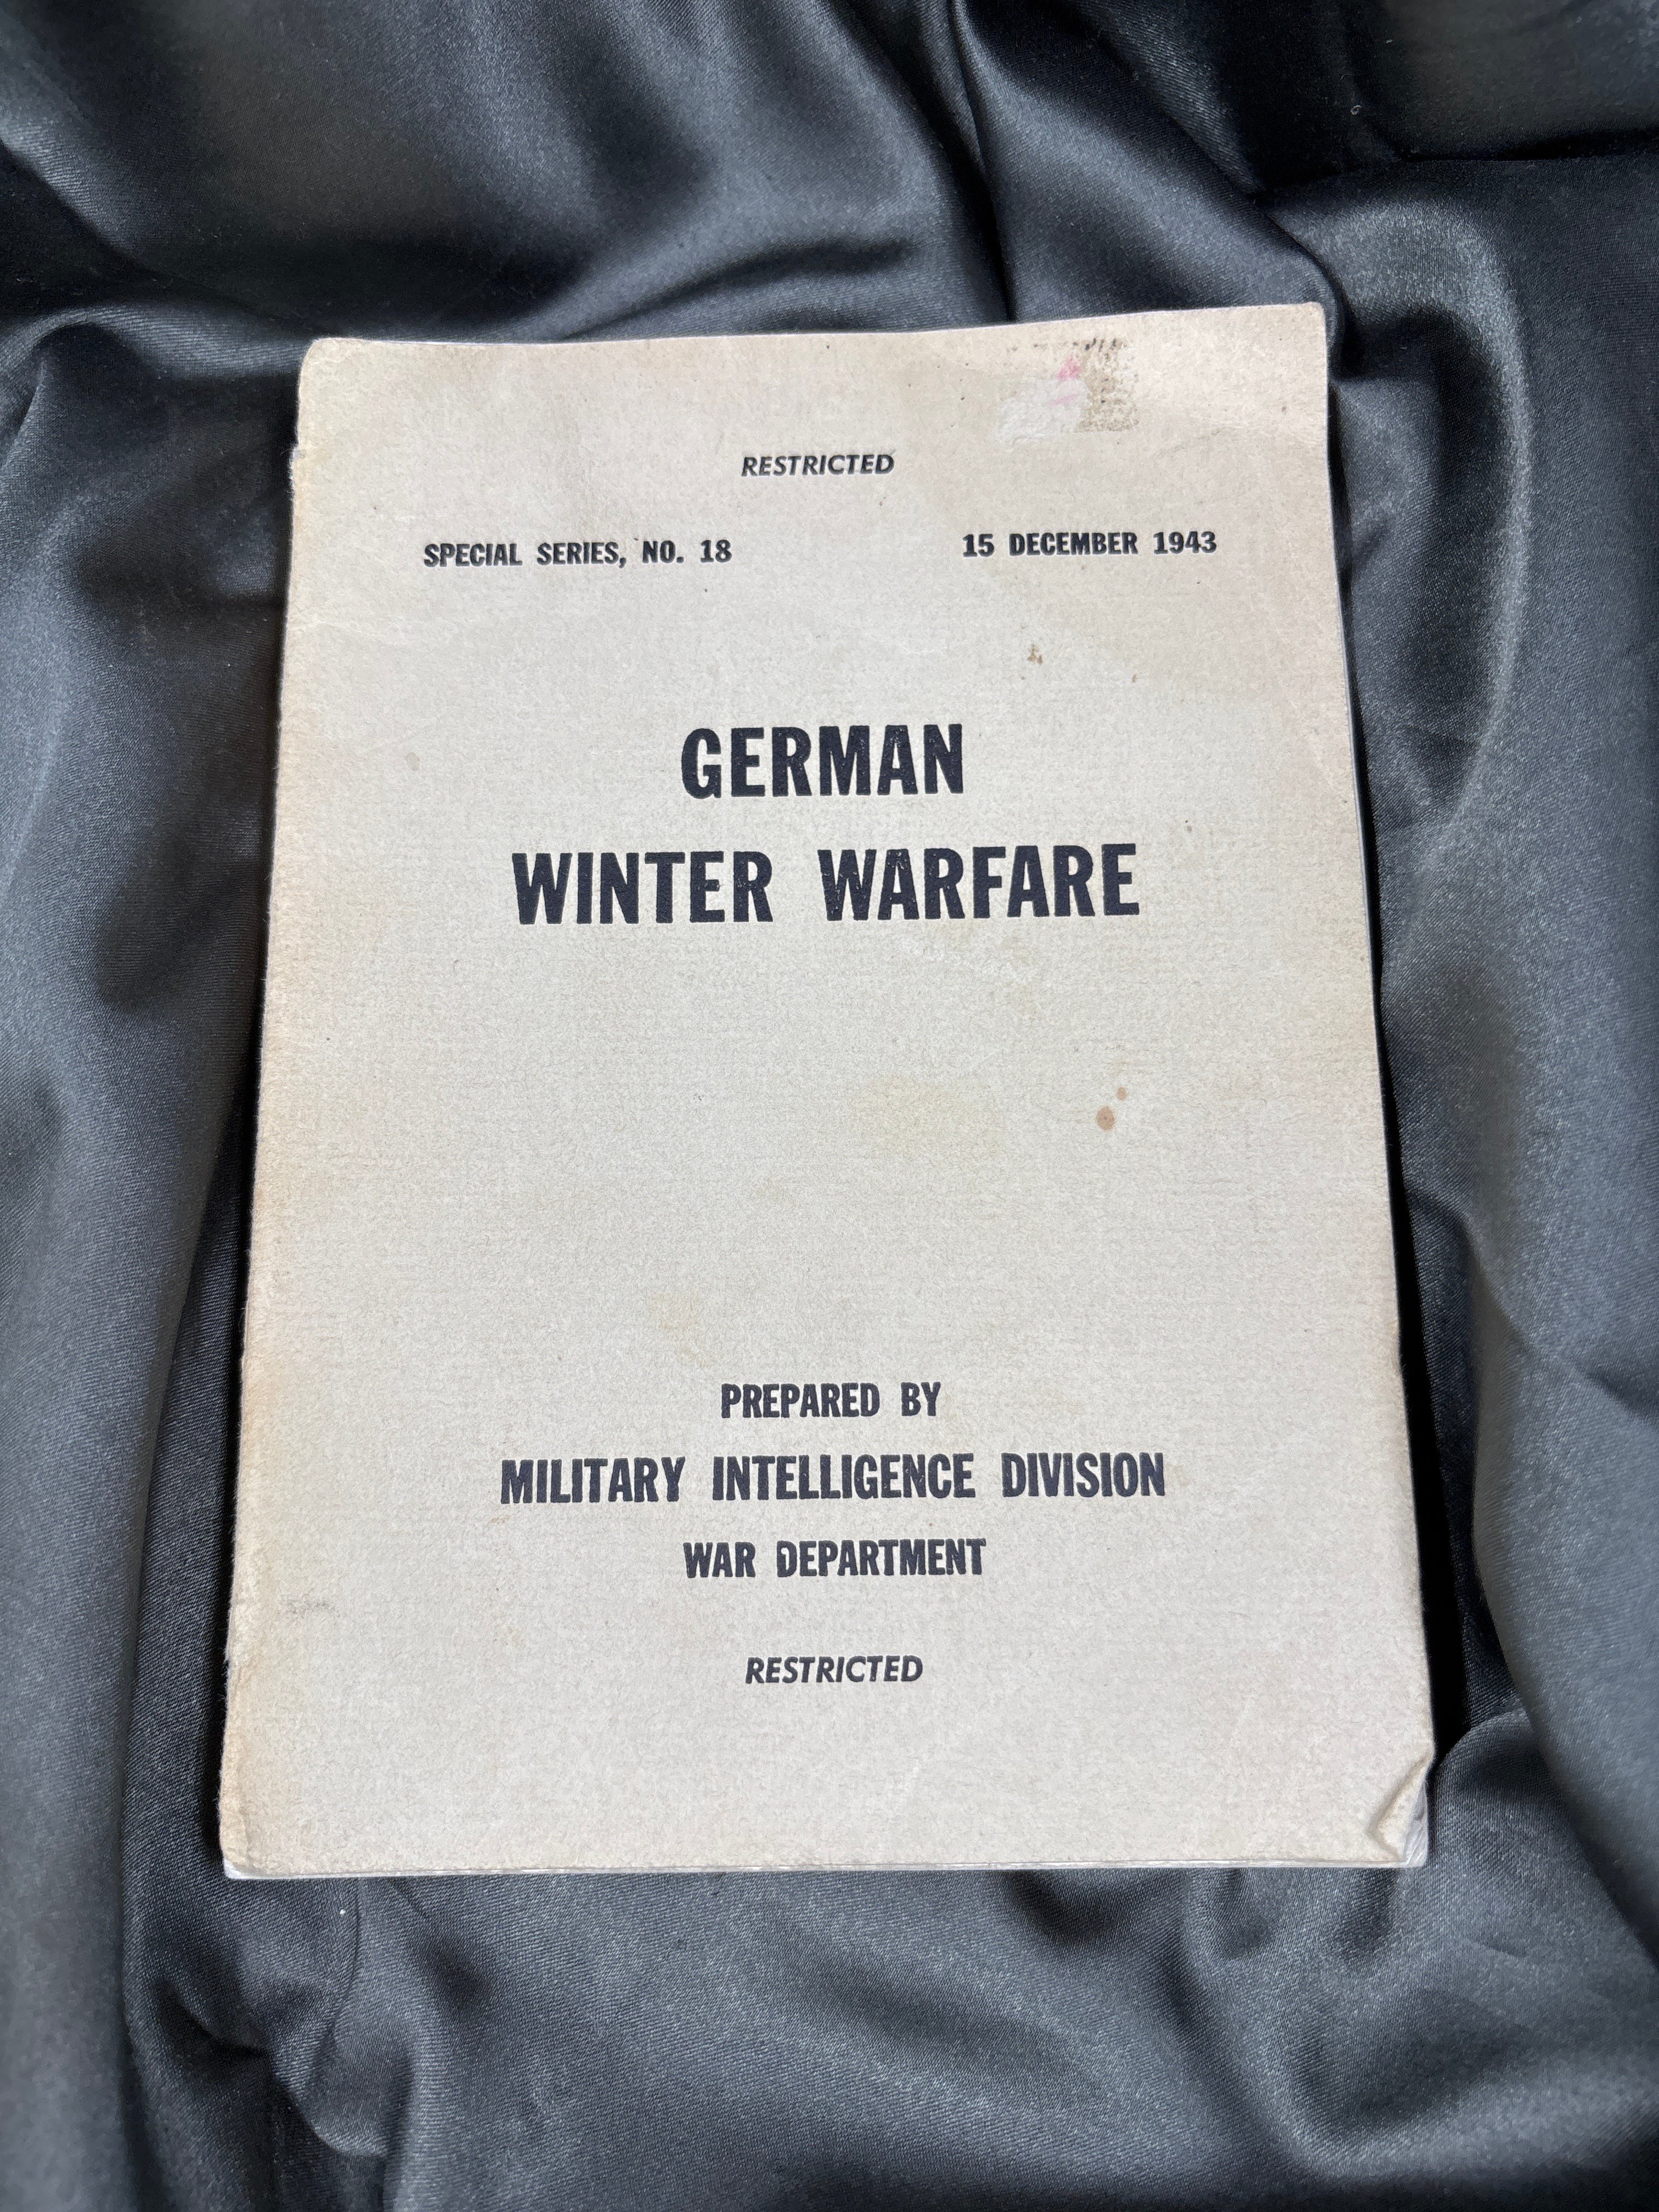 RESTRICTED
SPECIAL SERIES, NO. 18 15 DECEMBER 1943
GERMAN
WINTER WARFARE
PREPARED BY
MILITARY INTELLIGENCE DIVISION
WAR DEPARTMENT
RESTRICTED